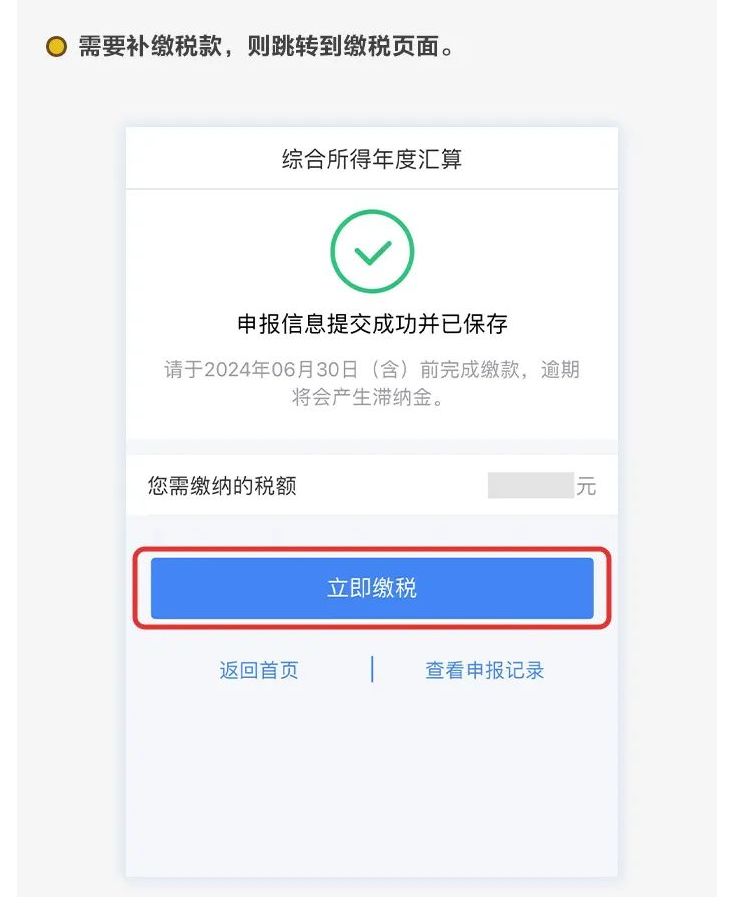 需要补缴税款，则跳转到缴税页面。
综合所得年度汇算
申报信息提交成功并已保存
请于2024年06月30日（含）前完成缴款，逾期
将会产生滞纳金。
您需缴纳的税额 元
立即缴税
返回首页 | 查看申报记录